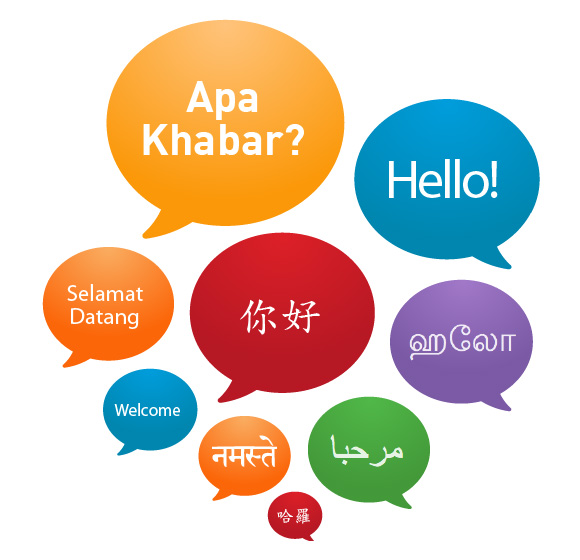 Apa
Khabar?
Hello!
Selamat
Datang
你好
ஹலோ
Welcome
नमस्ते
مرحبا
哈羅